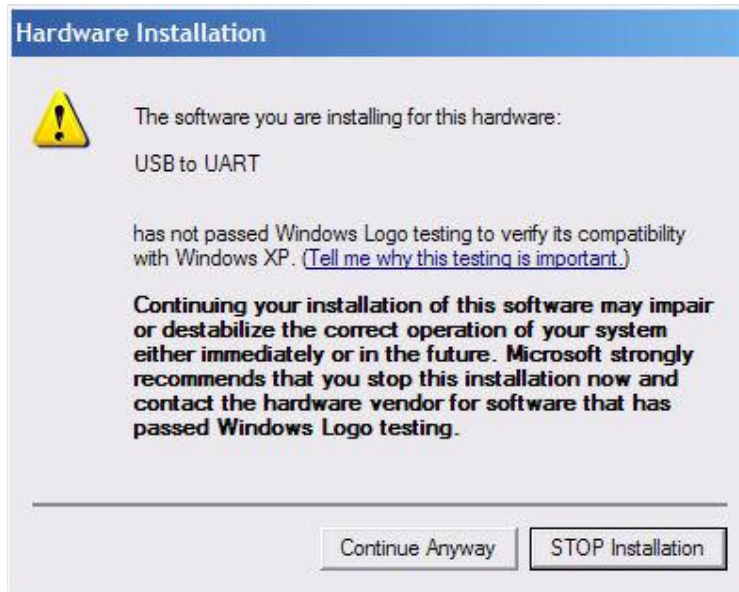 Hardware Installation
The software you are installing for this hardware:
USB to UART
has not passed Windows Logo testing to verify its compatibility
with Windows XP. (Tell me why this testing is important.)
Continuing your installation of this software may impair
or destabilize the correct operation of your system
either immediately or in the future. Microsoft strongly
recommends that you stop this installation now and
contact the hardware vendor for software that has
passed Windows Logo testing.
Continue Anyway
STOP Installation